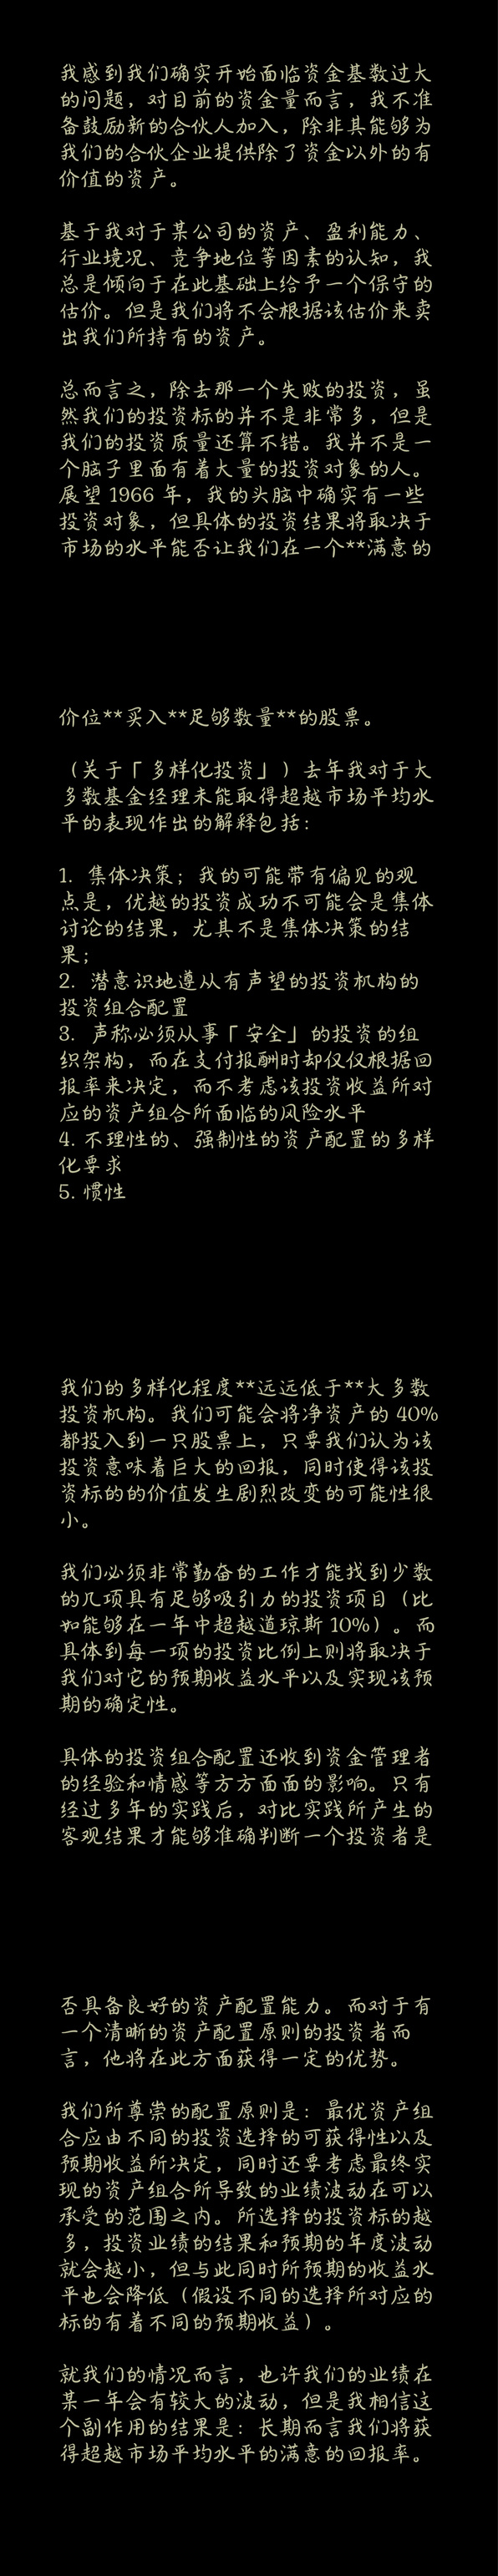 我感到我们确实开始面临资金基数过大
的问题，对目前的资金量而言，我不准
备鼓励新的合伙人加入，除非其能够为
我们的合伙企业提供除了资金以外的有
价值的资产。
基于我对于某公司的资产、盈利能力、
行业境况、竞争地位等因素的认知，我
总是倾向于在此基础上给予一个保守的
估价。但是我们将不会根据该估价来卖
出我们所持有的资产。
总而言之，除去那一个失败的投资，虽
然我们的投资标的并不是非常多，但是
我们的投资质量还算不错。我并不是一
个脑子里面有着大量的投资对象的人。
展望 1966 年，我的头脑中确实有一些
投资对象，但具体的投资结果将取决于
市场的水平能否让我们在一个**满意的
价位**买入**足够数量**的股票。
（关于「多样化投资」）去年我对于大
多数基金经理未能取得超越市场平均水
平的表现作出的解释包括：
1. 集体决策；我的可能带有偏见的观
点是，优越的投资成功不可能会是集体
讨论的结果，尤其不是集体决策的结
果；
2. 潜意识地遵从有声望的投资机构的
投资组合配置
3. 声称必须从事「安全」的投资的组
织架构，而在支付报酬时却仅仅根据回
报率来决定，而不考虑该投资收益所对
应的资产组合所面临的风险水平
4. 不理性的、强制性的资产配置的多样
化要求
5. 惯性
我们的多样化程度**远远低于**大多数
投资机构。我们可能会将净资产的 40%
都投入到一只股票上，只要我们认为该
投资意味着巨大的回报，同时使得该投
资标的的价值发生剧烈改变的可能性很
小。
我们必须非常勤奋的工作才能找到少数
的几项具有足够吸引力的投资项目（比
如能够在一年中超越道琼斯 10%）。而
具体到每一项的投资比例上则将取决于
我们对它的预期收益水平以及实现该预
期的确定性。
具体的投资组合配置还收到资金管理者
的经验和情感等方方面面的影响。只有
经过多年的实践后，对比实践所产生的
客观结果才能够准确判断一个投资者是
否具备良好的资产配置能力。而对于有
一个清晰的资产配置原则的投资者而
言，他将在此方面获得一定的优势。
我们所尊崇的配置原则是：最优资产组
合应由不同的投资选择的可获得性以及
预期收益所决定，同时还要考虑最终实
现的资产组合所导致的业绩波动在可以
承受的范围之内。所选择的投资标的越
多，投资业绩的结果和预期的年度波动
就会越小，但与此同时所预期的收益水
平也会降低（假设不同的选择所对应的
标的有着不同的预期收益）。
就我们的情况而言，也许我们的业绩在
某一年会有较大的波动，但是我相信这
个副作用的结果是：长期而言我们将获
得超越市场平均水平的满意的回报率。